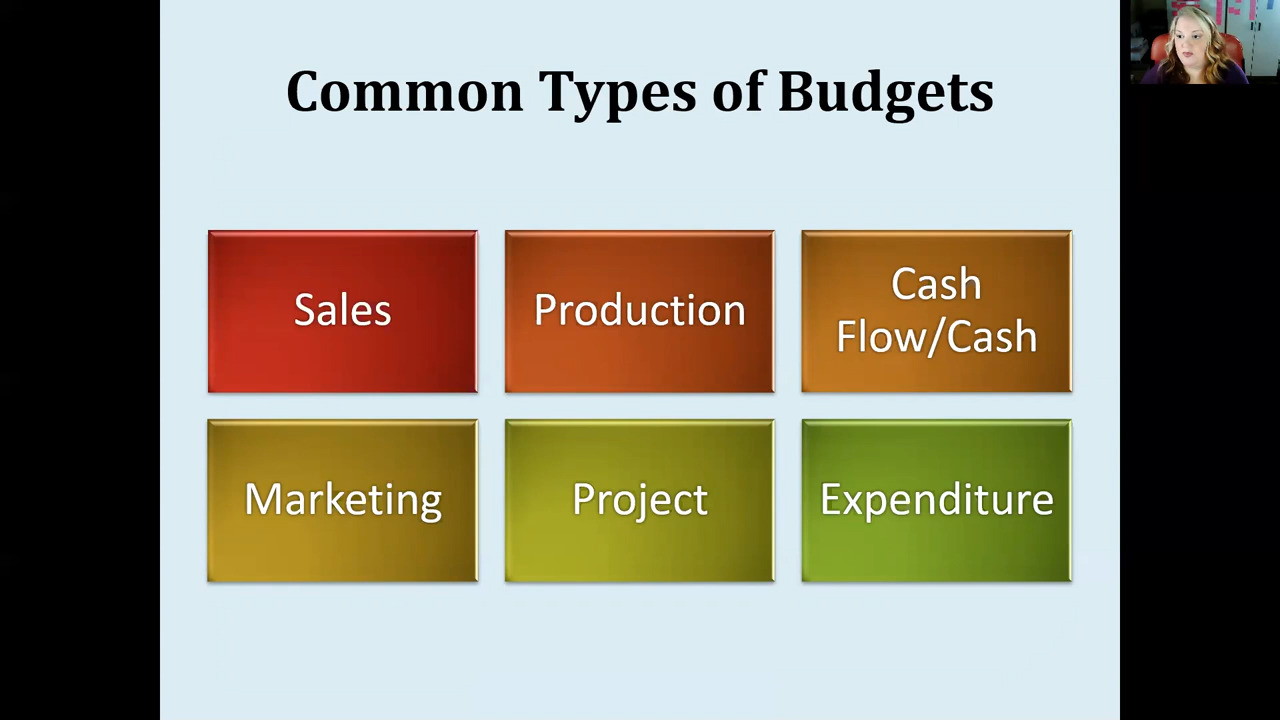 Common Types of Budgets
Sales
Production
Cash
Flow/Cash
Marketing
Project
Expenditure